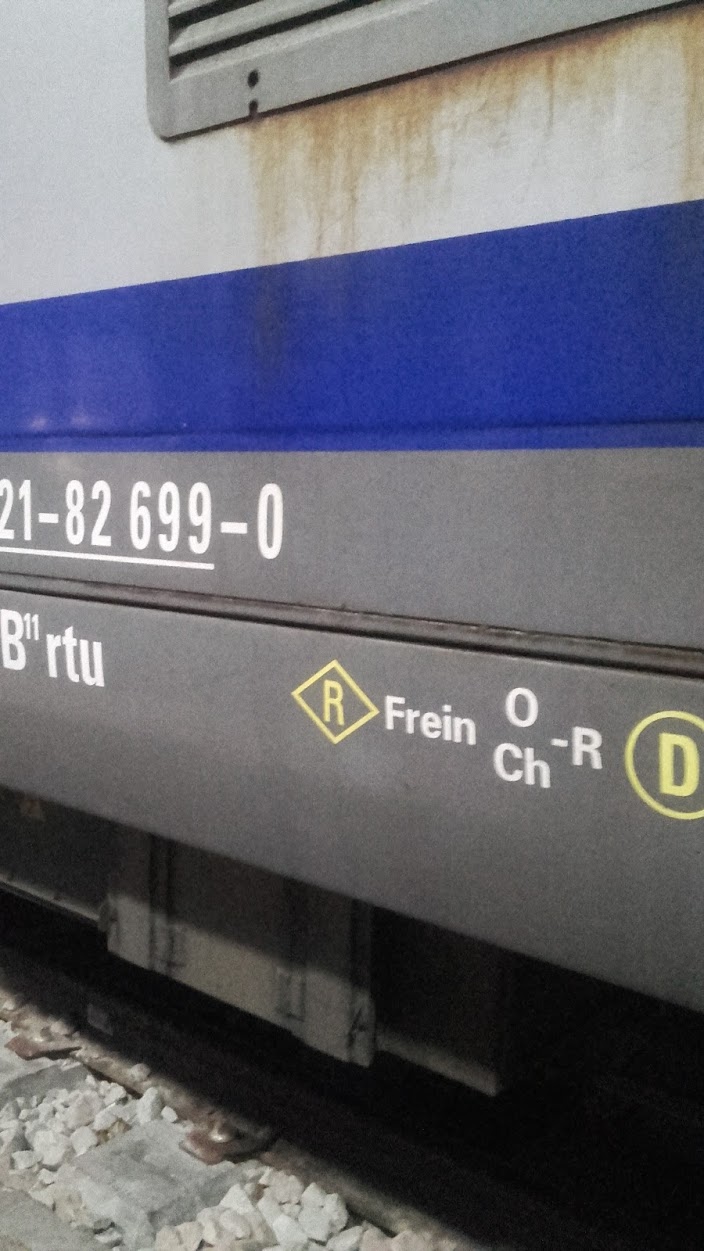 21-82 699-0
B¹¹ rtu
R Frein O
Ch -R D